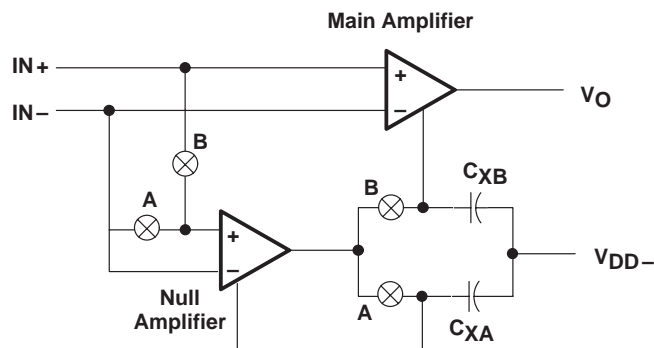 Main Amplifier
IN+
+
IN−
−
VO
B
B
CXB
A
+
−
VDD−
Null
Amplifier
A
CXA